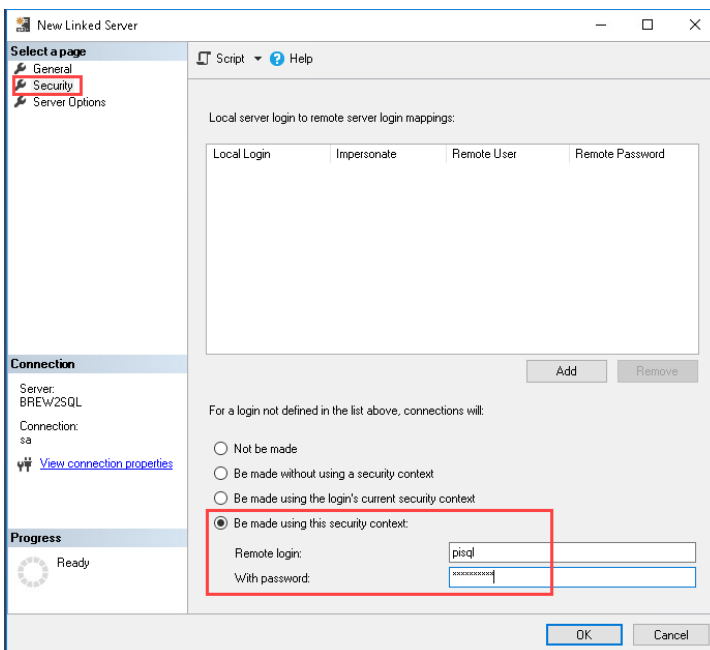 New Linked Server
Select a page
General
Security
Server Options
Script Help
Local server login to remote server login mappings:
Local Login Impersonate Remote User Remote Password
Add Remove
Connection
Server:
BREW2SQL
Connection:
sa
View connection properties
Progress
Ready
For a login not defined in the list above, connections will:
Not be made
Be made without using a security context
Be made using the login's current security context
Be made using this security context:
Remote login: pisql
With password: **********
OK Cancel